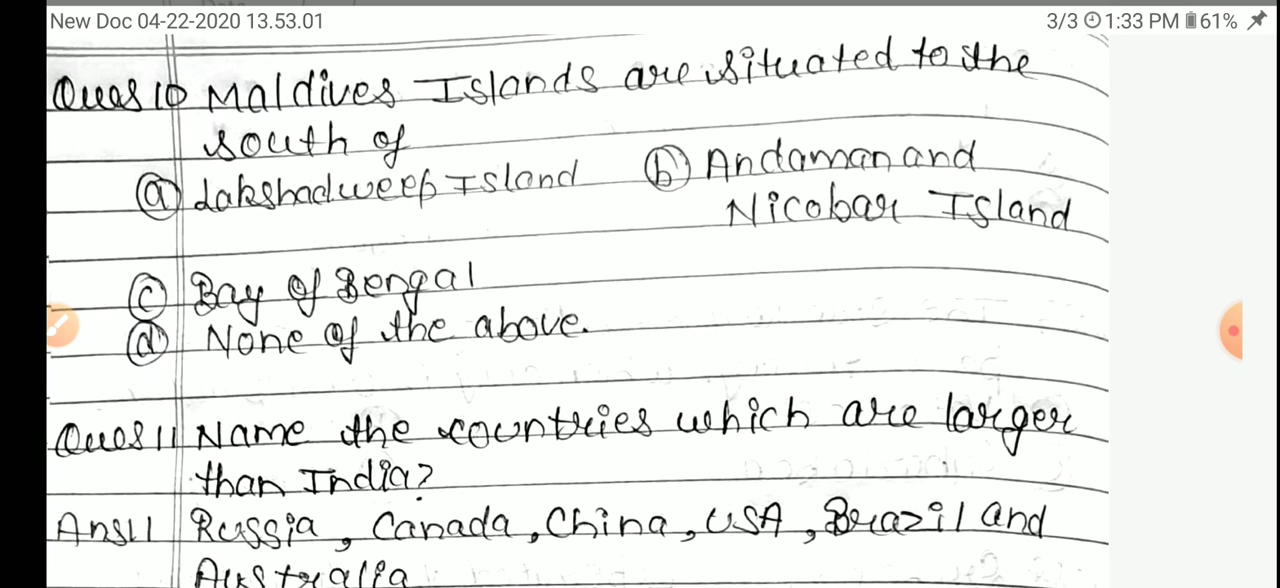 New Doc 04-22-2020 13.53.01
3/3 1:33 PM 61%
Ques 10 Maldives Islands are situated to the
south of
(a) Lakshadweep Island (b) Andaman and
Nicobar Island
(c) Bay of Bengal
(d) None of the above.
Ques 11 Name the countries which are larger
than India?
Ans11 Russia, Canada, China, USA, Brazil and
Australia